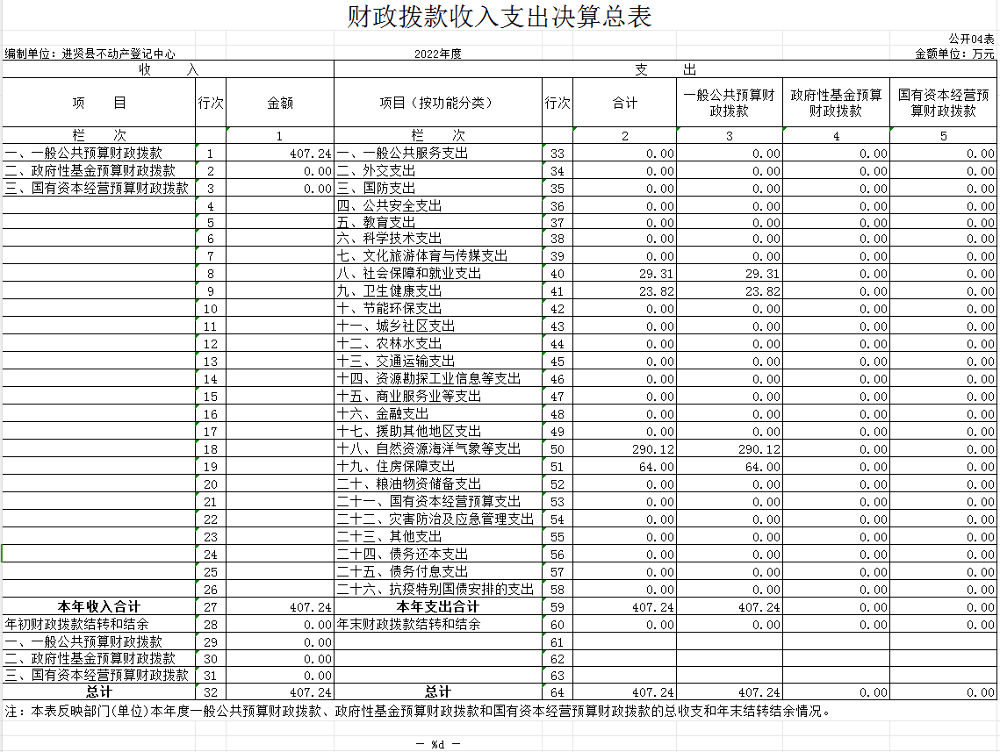 财政拨款收入支出决算总表
公开04表
编制单位：进贤县不动产登记中心 2022年度 金额单位：万元
收 入 支 出
项 目 行次 金额 项目（按功能分类） 行次 合计 一般公共预算财政拨款 政府性基金预算财政拨款 国有资本经营预算财政拨款
栏 次 1 栏 次 2 3 4 5
一、一般公共预算财政拨款 1 407.24 一、一般公共服务支出 33 0.00 0.00 0.00 0.00
二、政府性基金预算财政拨款 2 0.00 二、外交支出 34 0.00 0.00 0.00 0.00
三、国有资本经营预算财政拨款 3 0.00 三、国防支出 35 0.00 0.00 0.00 0.00
4 四、公共安全支出 36 0.00 0.00 0.00 0.00
5 五、教育支出 37 0.00 0.00 0.00 0.00
6 六、科学技术支出 38 0.00 0.00 0.00 0.00
7 七、文化旅游体育与传媒支出 39 0.00 0.00 0.00 0.00
8 八、社会保障和就业支出 40 29.31 29.31 0.00 0.00
9 九、卫生健康支出 41 23.82 23.82 0.00 0.00
10 十、节能环保支出 42 0.00 0.00 0.00 0.00
11 十一、城乡社区支出 43 0.00 0.00 0.00 0.00
12 十二、农林水支出 44 0.00 0.00 0.00 0.00
13 十三、交通运输支出 45 0.00 0.00 0.00 0.00
14 十四、资源勘探工业信息等支出 46 0.00 0.00 0.00 0.00
15 十五、商业服务业等支出 47 0.00 0.00 0.00 0.00
16 十六、金融支出 48 0.00 0.00 0.00 0.00
17 十七、援助其他地区支出 49 0.00 0.00 0.00 0.00
18 十八、自然资源海洋气象等支出 50 290.12 290.12 0.00 0.00
19 十九、住房保障支出 51 64.00 64.00 0.00 0.00
20 二十、粮油物资储备支出 52 0.00 0.00 0.00 0.00
21 二十一、国有资本经营预算支出 53 0.00 0.00 0.00 0.00
22 二十二、灾害防治及应急管理支出 54 0.00 0.00 0.00 0.00
23 二十三、其他支出 55 0.00 0.00 0.00 0.00
24 二十四、债务还本支出 56 0.00 0.00 0.00 0.00
25 二十五、债务付息支出 57 0.00 0.00 0.00 0.00
26 二十六、抗疫特别国债安排的支出 58 0.00 0.00 0.00 0.00
本年收入合计 27 407.24 本年支出合计 59 407.24 407.24 0.00 0.00
年初财政拨款结转和结余 28 0.00 年末财政拨款结转和结余 60 0.00 0.00 0.00 0.00
一、一般公共预算财政拨款 29 0.00 61
二、政府性基金预算财政拨款 30 0.00 62
三、国有资本经营预算财政拨款 31 0.00 63
总计 32 407.24 总计 64 407.24 407.24 0.00 0.00
注：本表反映部门(单位)本年度一般公共预算财政拨款、政府性基金预算财政拨款和国有资本经营预算财政拨款的总收支和年末结转结余情况。
— %d —